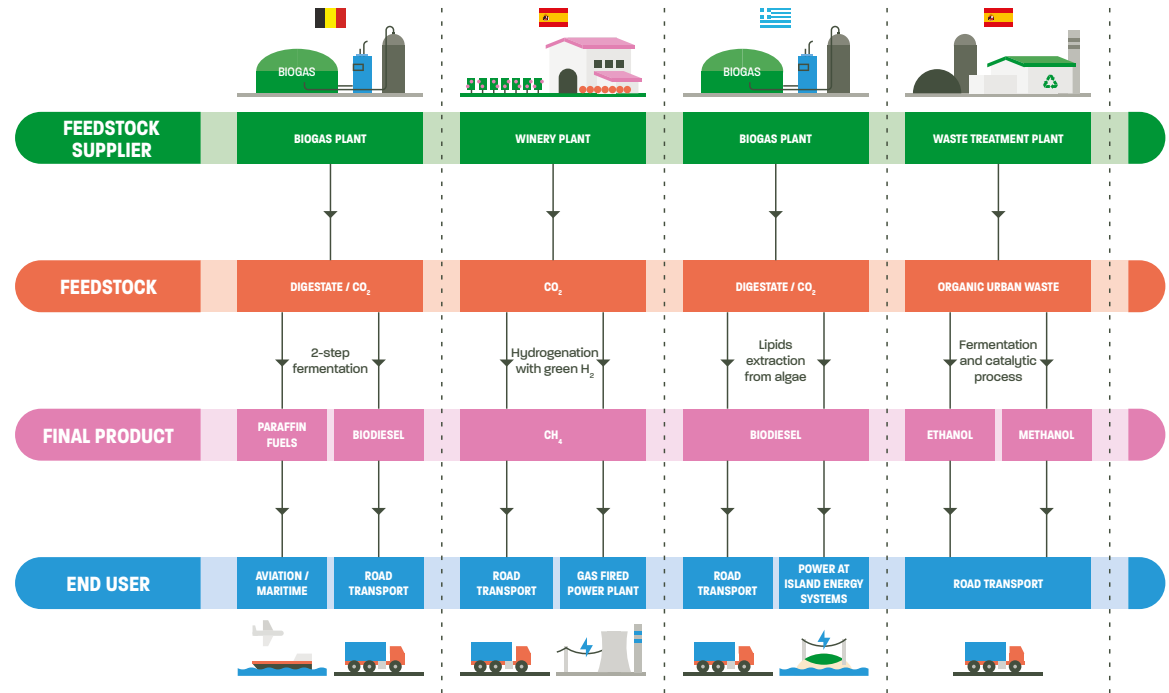 BIOGAS
BIOGAS
FEEDSTOCK
SUPPLIER
BIOGAS PLANT
WINERY PLANT
BIOGAS PLANT
WASTE TREATMENT PLANT
FEEDSTOCK
DIGESTATE / CO₂
CO₂
DIGESTATE / CO₂
ORGANIC URBAN WASTE
2-step
fermentation
Hydrogenation
with green H₂
Lipids
extraction
from algae
Fermentation
and catalytic
process
FINAL PRODUCT
PARAFFIN
FUELS
BIODIESEL
CH₄
BIODIESEL
ETHANOL
METHANOL
END USER
AVIATION /
MARITIME
ROAD
TRANSPORT
ROAD
TRANSPORT
GAS FIRED
POWER PLANT
ROAD
TRANSPORT
POWER AT
ISLAND ENERGY
SYSTEMS
ROAD TRANSPORT